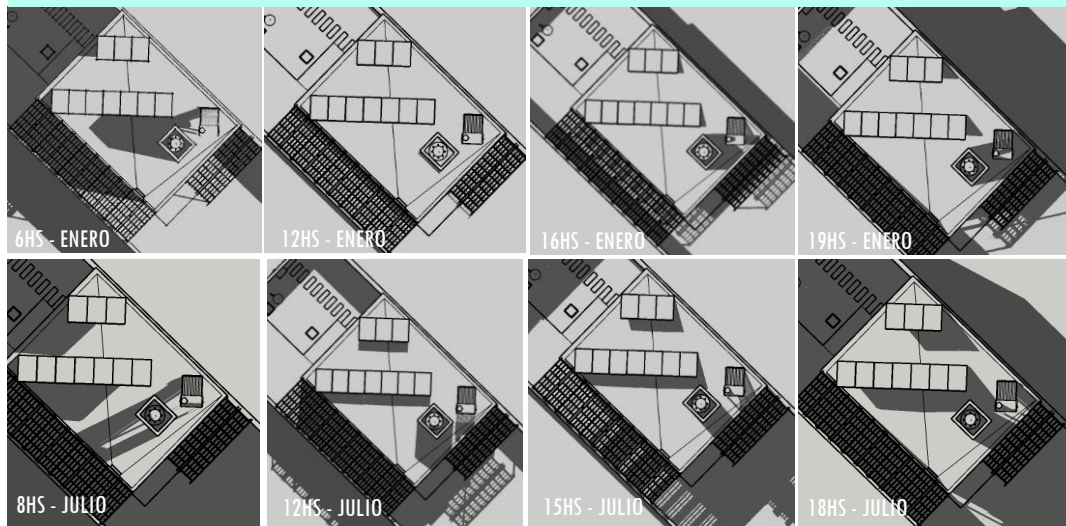 6HS - ENERO
12HS - ENERO
16HS - ENERO
19HS - ENERO
8HS - JULIO
12HS - JULIO
15HS - JULIO
18HS - JULIO